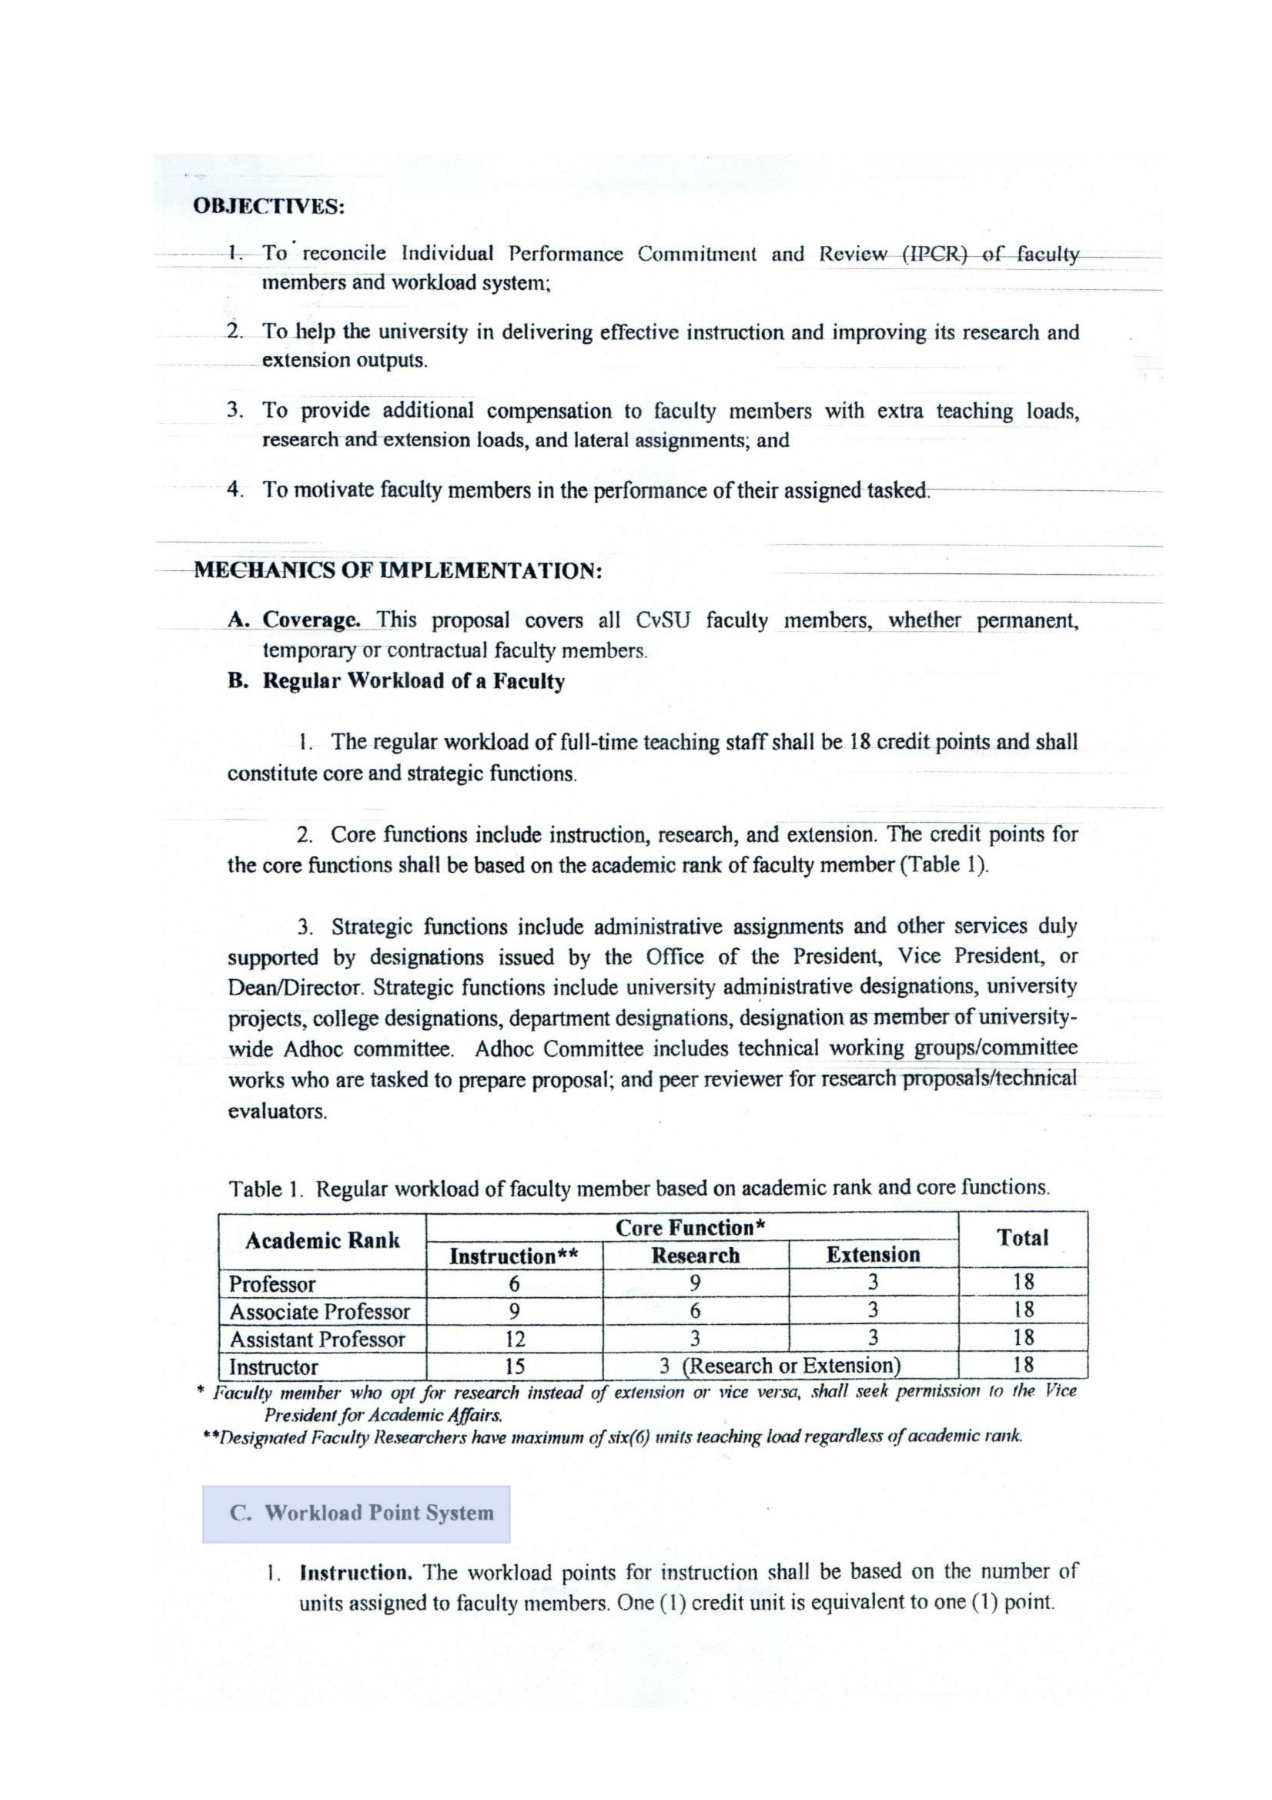 OBJECTIVES:
1. To reconcile Individual Performance Commitment and Review (IPCR) of faculty
members and workload system;
2. To help the university in delivering effective instruction and improving its research and
extension outputs.
3. To provide additional compensation to faculty members with extra teaching loads,
research and extension loads, and lateral assignments; and
4. To motivate faculty members in the performance of their assigned tasked.
MECHANICS OF IMPLEMENTATION:
A. Coverage. This proposal covers all CvSU faculty members, whether permanent,
temporary or contractual faculty members.
B. Regular Workload of a Faculty
1. The regular workload of full-time teaching staff shall be 18 credit points and shall
constitute core and strategic functions.
2. Core functions include instruction, research, and extension. The credit points for
the core functions shall be based on the academic rank of faculty member (Table 1).
3. Strategic functions include administrative assignments and other services duly
supported by designations issued by the Office of the President, Vice President, or
Dean/Director. Strategic functions include university administrative designations, university
projects, college designations, department designations, designation as member of university-
wide Adhoc committee. Adhoc Committee includes technical working groups/committee
works who are tasked to prepare proposal; and peer reviewer for research proposals/technical
evaluators.
Table 1. Regular workload of faculty member based on academic rank and core functions.
Academic Rank Core Function* Total
Instruction** Research Extension
Professor 6 9 3 18
Associate Professor 9 6 3 18
Assistant Professor 12 3 3 18
Instructor 15 3 (Research or Extension) 18
* Faculty member who opt for research instead of extension or vice versa, shall seek permission to the Vice
President for Academic Affairs.
**Designated Faculty Researchers have maximum of six(6) units teaching load regardless of academic rank.
C. Workload Point System
1. Instruction. The workload points for instruction shall be based on the number of
units assigned to faculty members. One (1) credit unit is equivalent to one (1) point.